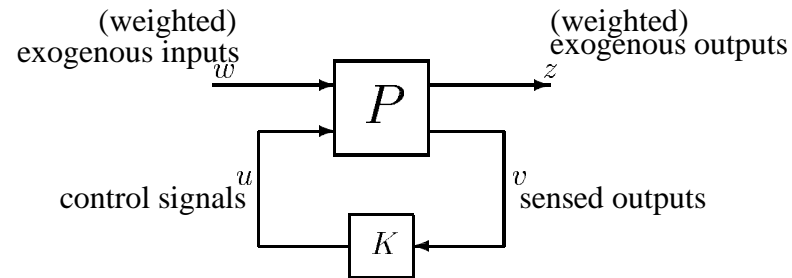 (weighted)
exogenous inputs
w
(weighted)
exogenous outputs
z
P
u
control signals
v
sensed outputs
K